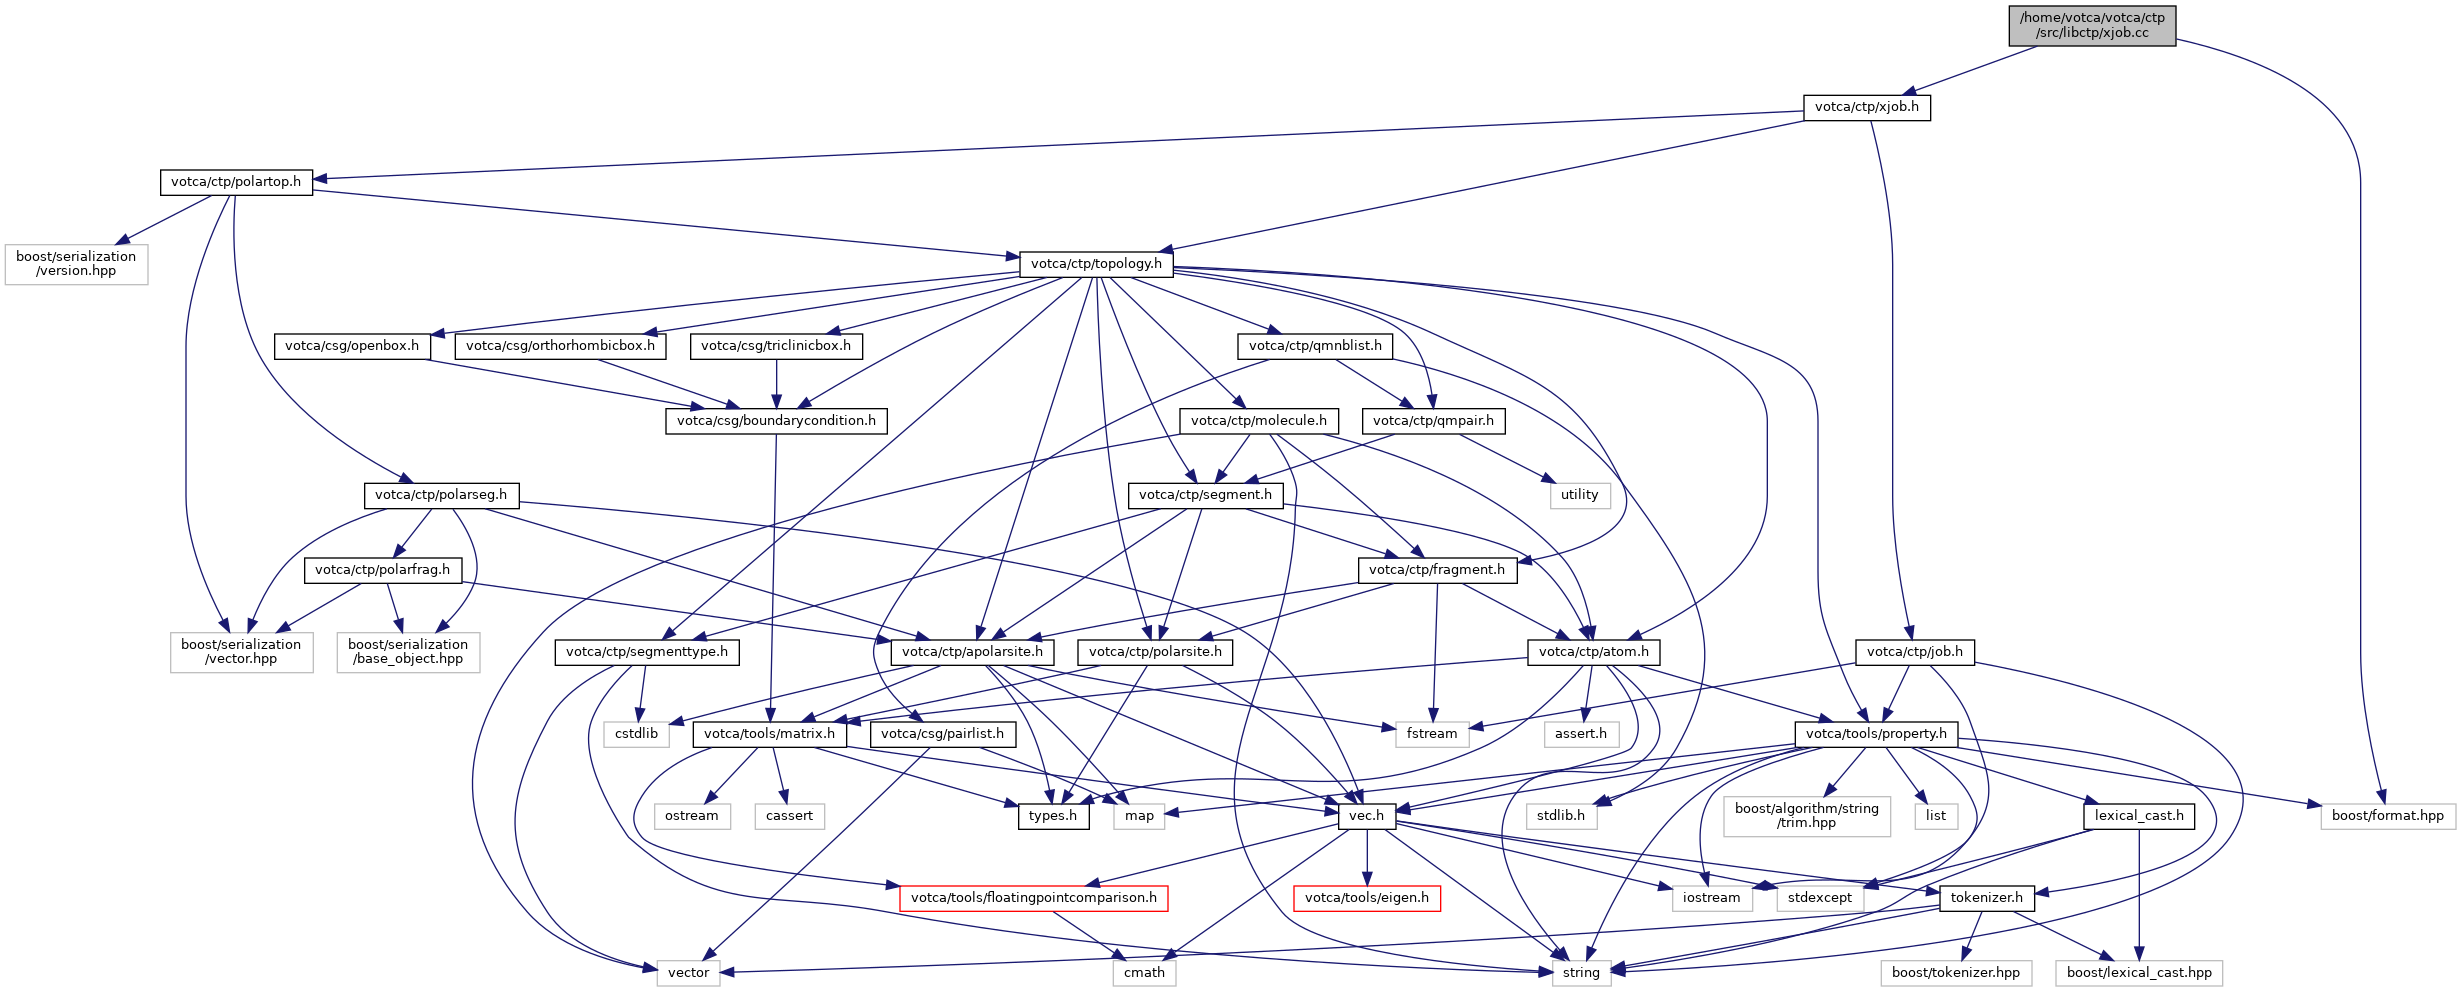 /home/votca/votca/ctp
/src/libctp/xjob.cc
votca/ctp/xjob.h
votca/ctp/polartop.h
boost/serialization
/version.hpp
votca/ctp/topology.h
votca/csg/openbox.h
votca/csg/orthorhombicbox.h
votca/csg/triclinicbox.h
votca/ctp/qmnblist.h
votca/csg/boundarycondition.h
votca/ctp/molecule.h
votca/ctp/qmpair.h
votca/ctp/polarseg.h
votca/ctp/segment.h
utility
votca/ctp/polarfrag.h
votca/ctp/fragment.h
boost/serialization
/vector.hpp
boost/serialization
/base_object.hpp
votca/ctp/segmenttype.h
votca/ctp/apolarsite.h
votca/ctp/polarsite.h
votca/ctp/atom.h
votca/ctp/job.h
cstdlib
votca/tools/matrix.h
votca/csg/pairlist.h
fstream
assert.h
votca/tools/property.h
ostream
cassert
types.h
map
vec.h
stdlib.h
boost/algorithm/string
/trim.hpp
list
lexical_cast.h
boost/format.hpp
votca/tools/floatingpointcomparison.h
votca/tools/eigen.h
iostream
stdexcept
tokenizer.h
vector
cmath
string
boost/tokenizer.hpp
boost/lexical_cast.hpp